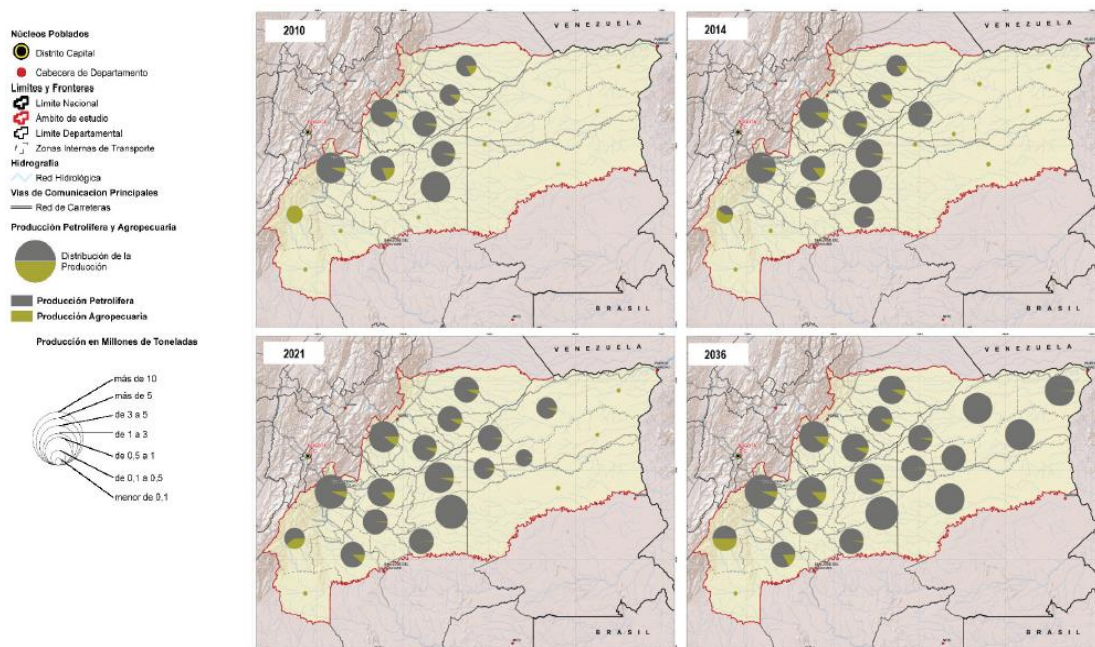 Núcleos Poblados
Distrito Capital
Cabecera de Departamento
Límites y Fronteras
Límite Nacional
Ámbito de estudio
Límite Departamental
Zonas Internas de Transporte
Hidrografía
Red Hidrológica
Vías de Comunicacion Principales
Red de Carreteras
Producción Petrolífera y Agropecuaria
Distribución de la
Producción
Producción Petrolífera
Producción Agropecuaria
Producción en Millones de Toneladas
más de 10
más de 5
de 3 a 5
de 1 a 3
de 0,5 a 1
de 0,1 a 0,5
menor de 0,1
2010
VENEZUELA
BRASIL
2014
VENEZUELA
BRASIL
2021
VENEZUELA
BRASIL
2036
VENEZUELA
BRASIL